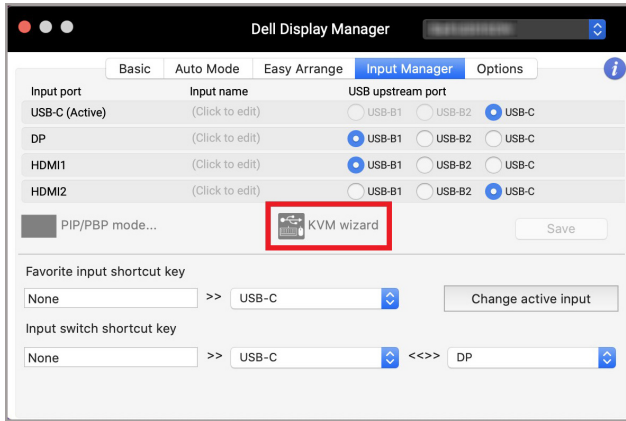 Dell Display Manager
Basic Auto Mode Easy Arrange Input Manager Options i
Input port Input name USB upstream port
USB-C (Active) (Click to edit) USB-B1 USB-B2 USB-C
DP (Click to edit) USB-B1 USB-B2 USB-C
HDMI1 (Click to edit) USB-B1 USB-B2 USB-C
HDMI2 (Click to edit) USB-B1 USB-B2 USB-C
PIP/PBP mode... KVM wizard Save
Favorite input shortcut key
None >> USB-C Change active input
Input switch shortcut key
None >> USB-C <<>> DP